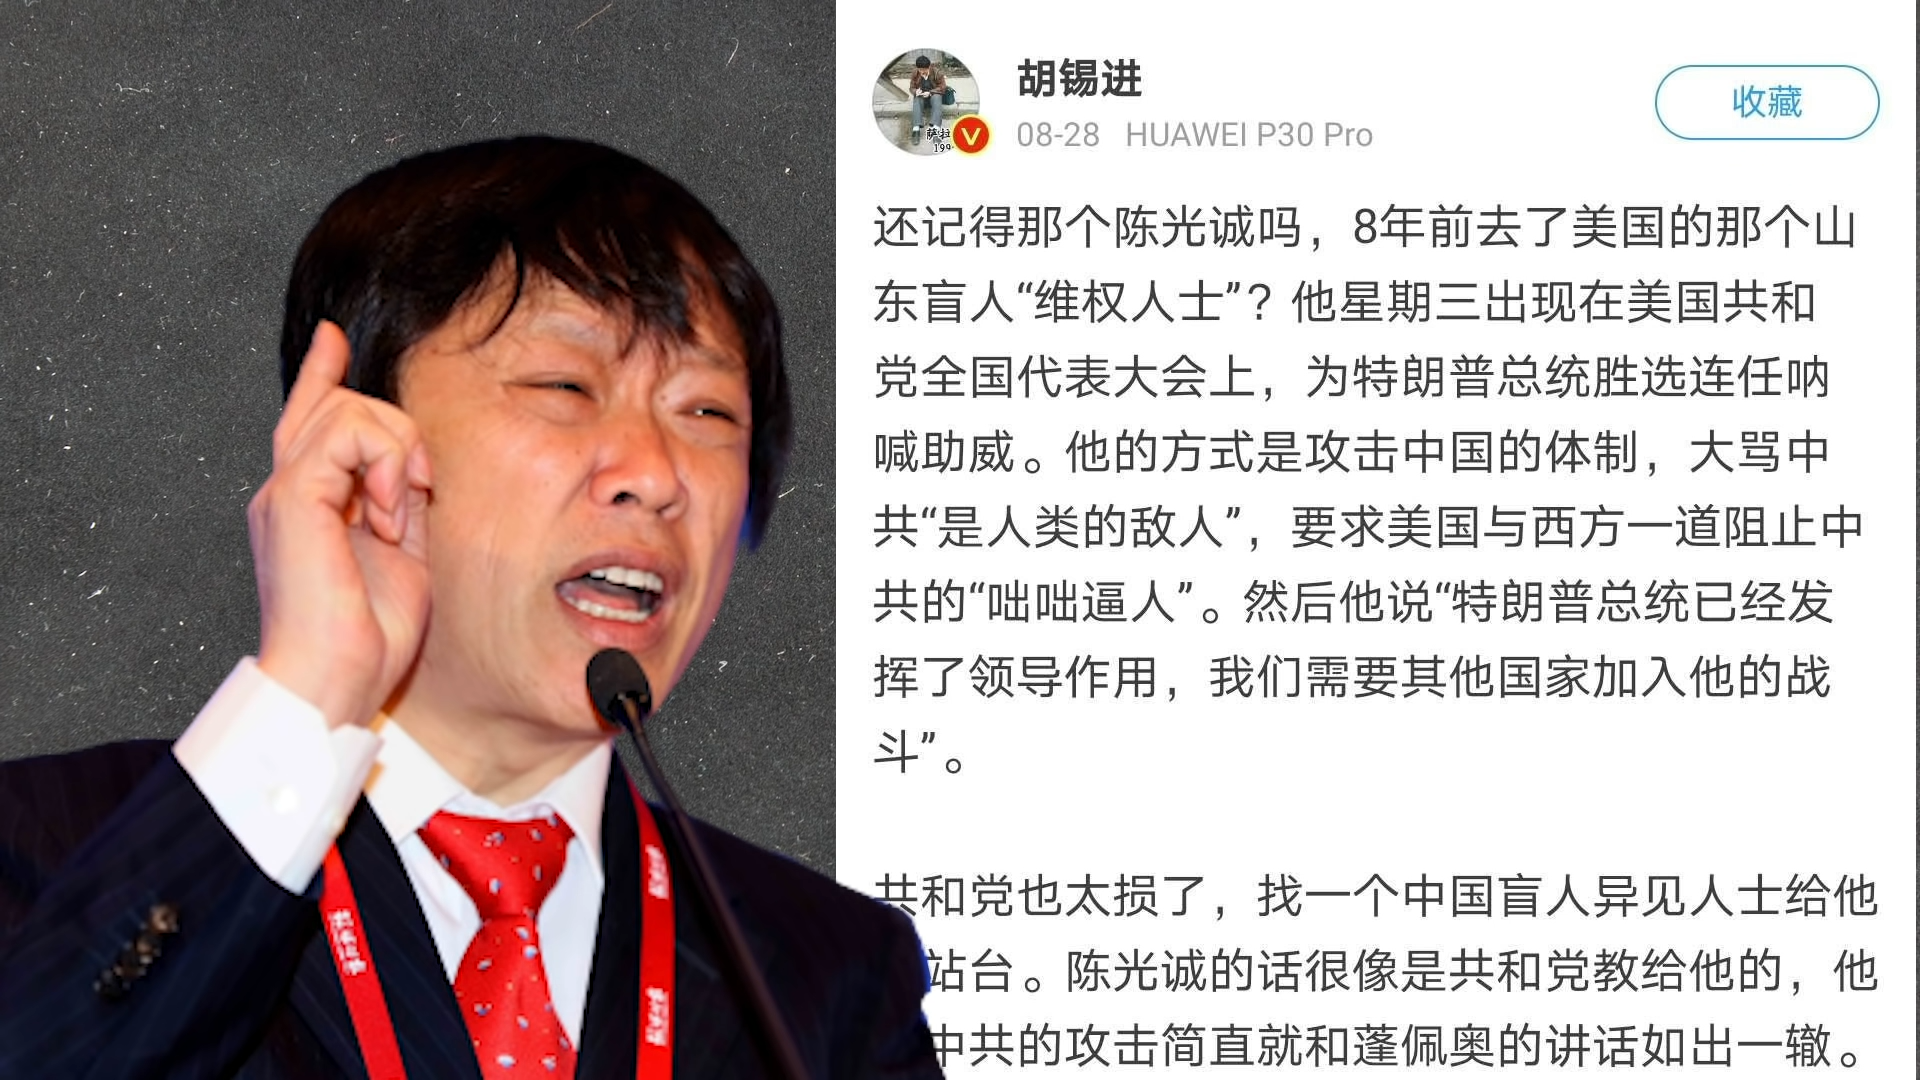 胡锡进
08-28 HUAWEI P30 Pro
收藏
萨拉
199
还记得那个陈光诚吗，8年前去了美国的那个山
东盲人“维权人士”？他星期三出现在美国共和
党全国代表大会上，为特朗普总统胜选连任呐
喊助威。他的方式是攻击中国的体制，大骂中
共“是人类的敌人”，要求美国与西方一道阻止中
共的“咄咄逼人”。然后他说“特朗普总统已经发
挥了领导作用，我们需要其他国家加入他的战
斗”。
共和党也太损了，找一个中国盲人异见人士给他
站台。陈光诚的话很像是共和党教给他的，他
中共的攻击简直就和蓬佩奥的讲话如出一辙。